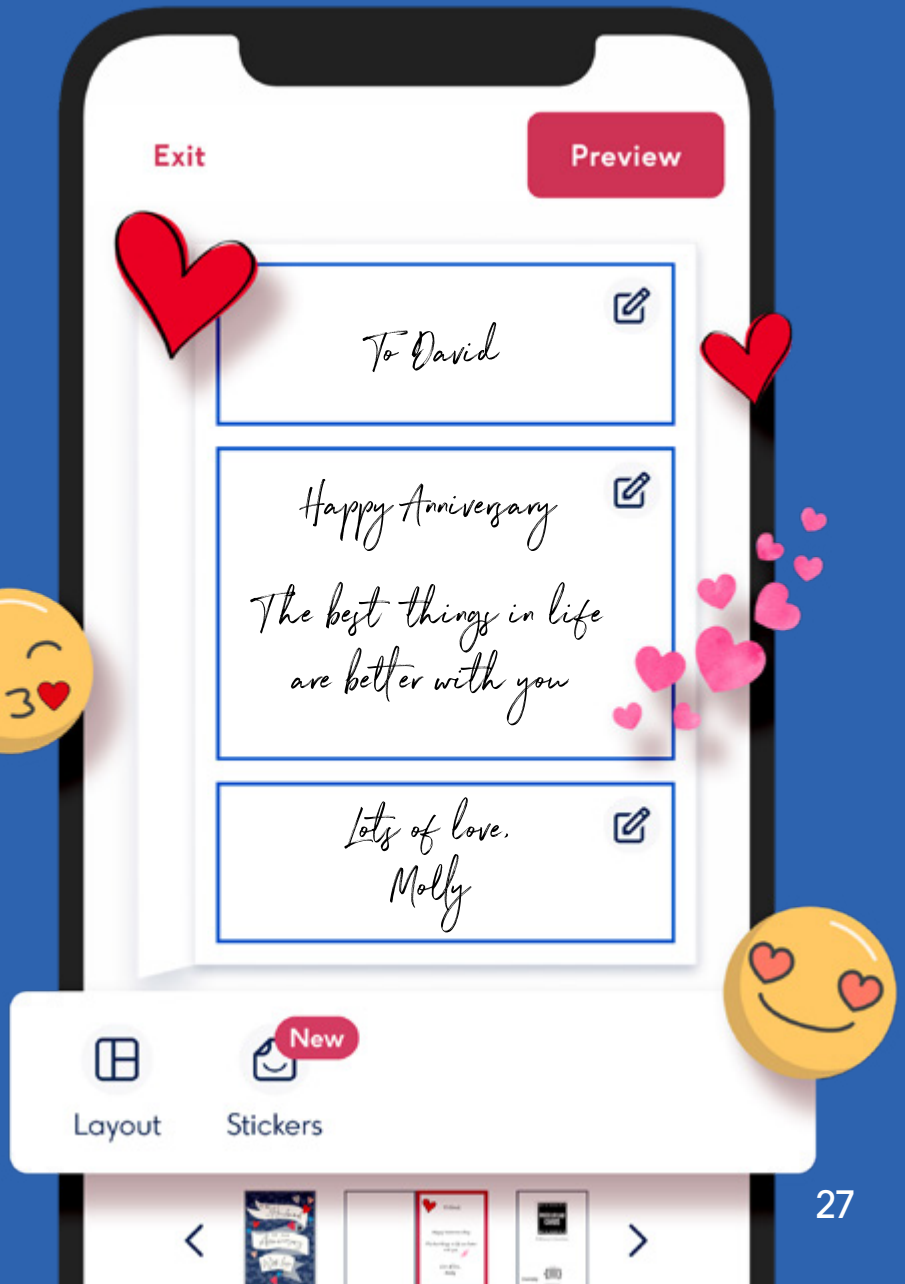 Exit
Preview
To David
Happy Anniversary
The best things in life
are better with you
Lots of love,
Molly
New
Layout
Stickers
27